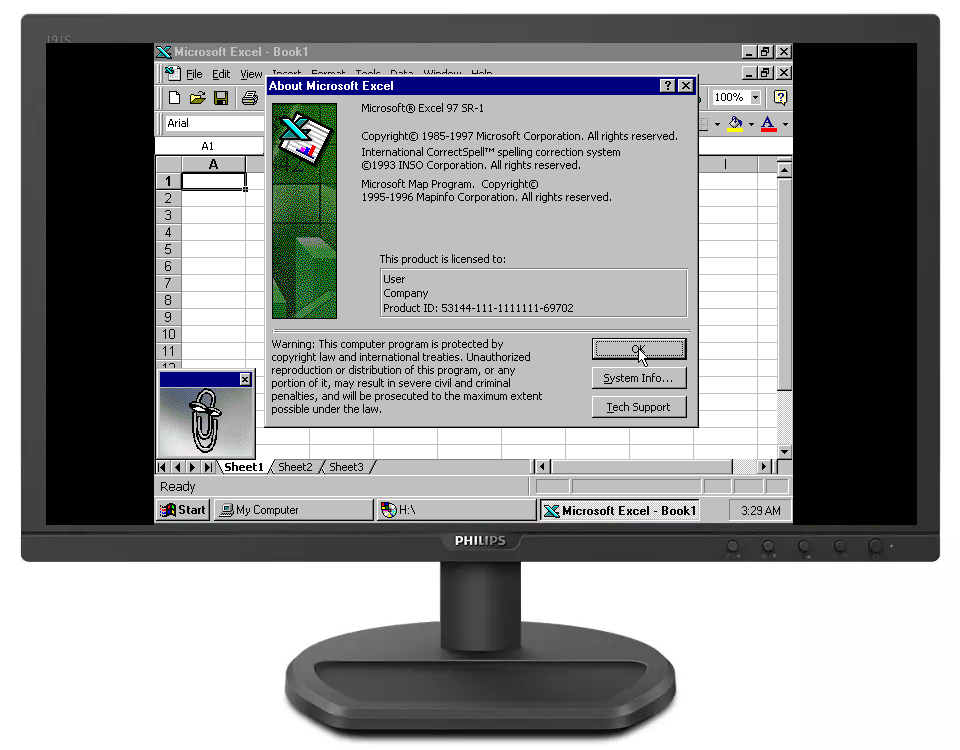 191S
Microsoft Excel - Book1
File Edit View Insert Format Tools Data Window Help
About Microsoft Excel
100%
Arial
A1
Microsoft® Excel 97 SR-1
Copyright© 1985-1997 Microsoft Corporation. All rights reserved.
International CorrectSpell™ spelling correction system
©1993 INSO Corporation. All rights reserved.
Microsoft Map Program. Copyright©
1995-1996 Mapinfo Corporation. All rights reserved.
This product is licensed to:
User
Company
Product ID: 53144-111-1111111-69702
Warning: This computer program is protected by
copyright law and international treaties. Unauthorized
reproduction or distribution of this program, or any
portion of it, may result in severe civil and criminal
penalties, and will be prosecuted to the maximum extent
possible under the law.
OK
System Info...
Tech Support
A
I
1
2
3
4
5
6
7
8
9
10
11
12
Sheet1 Sheet2 Sheet3
Ready
Start My Computer H:\ Microsoft Excel - Book1 3:29 AM
PHILIPS